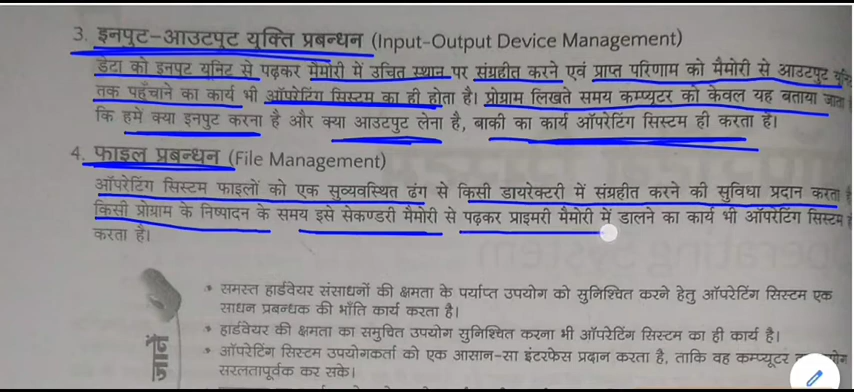 3. इनपुट-आउटपुट युक्ति प्रबन्धन (Input-Output Device Management)
डेटा को इनपुट यूनिट से पढ़कर मैमोरी में उचित स्थान पर संग्रहीत करने एवं प्राप्त परिणाम को मैमोरी से आउटपुट
तक पहुँचाने का कार्य भी ऑपरेटिंग सिस्टम का ही होता है। प्रोग्राम लिखते समय कम्प्यूटर को केवल यह बताया जाता
कि हमें क्या इनपुट करना है और क्या आउटपुट लेना है, बाकी का कार्य ऑपरेटिंग सिस्टम ही करता है।
4. फाइल प्रबन्धन (File Management)
ऑपरेटिंग सिस्टम फाइलों को एक सुव्यवस्थित ढंग से किसी डायरेक्टरी में संग्रहीत करने की सुविधा प्रदान करता
किसी प्रोग्राम के निष्पादन के समय इसे सेकण्डरी मैमोरी से पढ़कर प्राइमरी मैमोरी में डालने का कार्य भी ऑपरेटिंग सिस्टम
करता है।
जानें
• समस्त हार्डवेयर संसाधनों की क्षमता के पर्याप्त उपयोग को सुनिश्चित करने हेतु ऑपरेटिंग सिस्टम एक
साधन प्रबन्धक की भाँति कार्य करता है।
• हार्डवेयर की क्षमता का समुचित उपयोग सुनिश्चित करना भी ऑपरेटिंग सिस्टम का ही कार्य है।
• ऑपरेटिंग सिस्टम उपयोगकर्ता को एक आसान-सा इंटरफेस प्रदान करता है, ताकि वह कम्प्यूटर
सरलतापूर्वक कर सके।